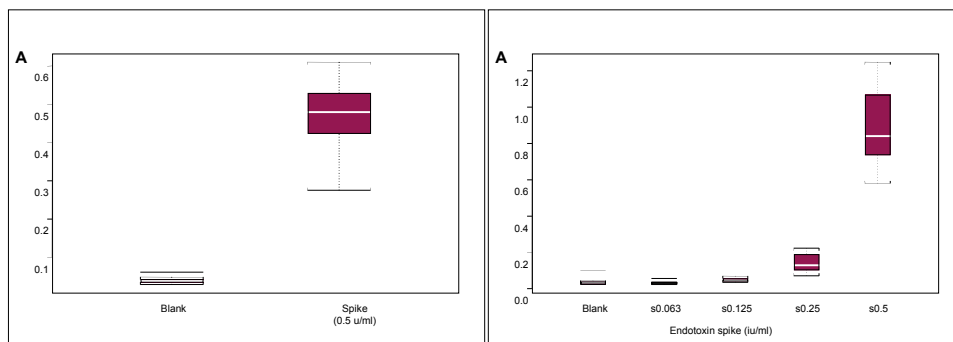 A
0.6
0.5
0.4
0.3
0.2
0.1
Blank
Spike
(0.5 u/ml)
A
1.2
1.0
0.8
0.6
0.4
0.2
0.0
Blank
s0.063
s0.125
s0.25
s0.5
Endotoxin spike (iu/ml)